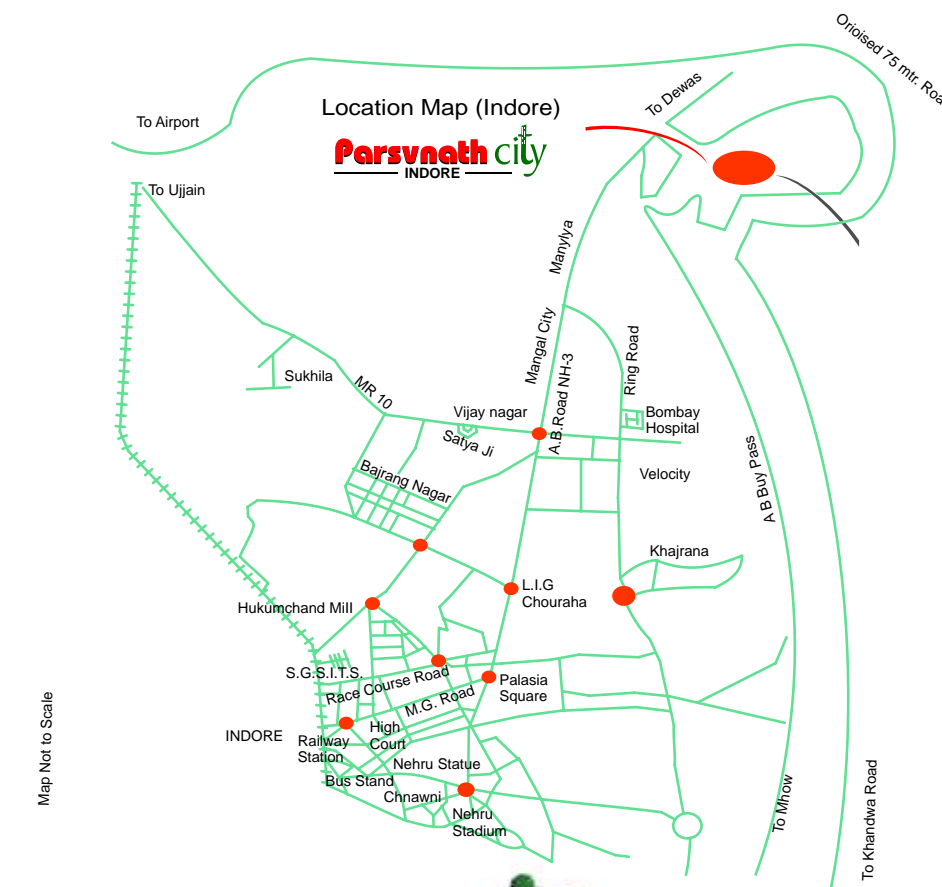 Orioised 75 mtr. Roa
To Dewas
Location Map (Indore)
To Airport
Parsvnath city
INDORE
To Ujjain
Manylya
Mangal City
A.B.Road NH-3
Ring Road
Sukhila
MR 10
Vijay nagar
Satya Ji
Bombay
Hospital
Bajrang Nagar
Velocity
A B Buy Pass
Khajrana
L.I.G
Chouraha
Hukumchand Mill
S.G.S.I.T.S.
Race Course Road
Palasia
Square
M.G. Road
Map Not to Scale
INDORE
Railway
Station
High
Court
Nehru Statue
Bus Stand
Chnawni
Nehru
Stadium
To Mhow
To Khandwa Road